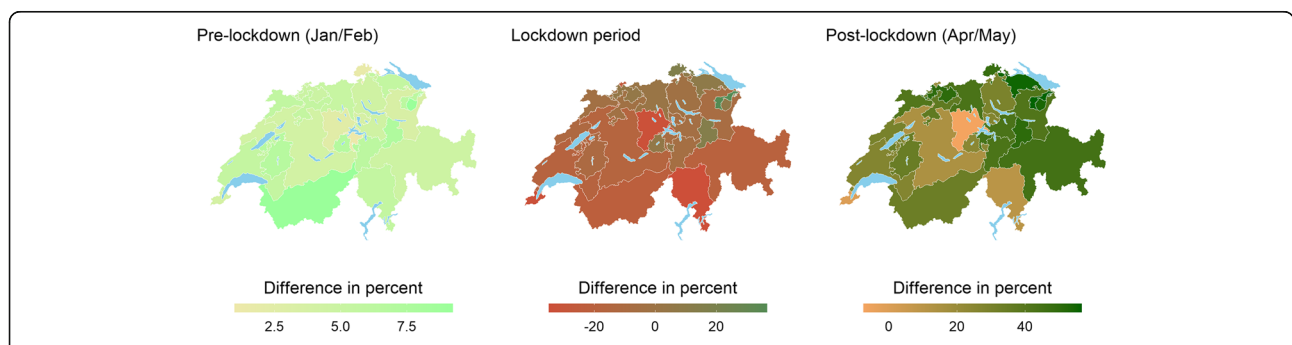 Pre-lockdown (Jan/Feb)
Lockdown period
Post-lockdown (Apr/May)
Difference in percent
Difference in percent
Difference in percent
2.5 5.0 7.5
-20 0 20
0 20 40